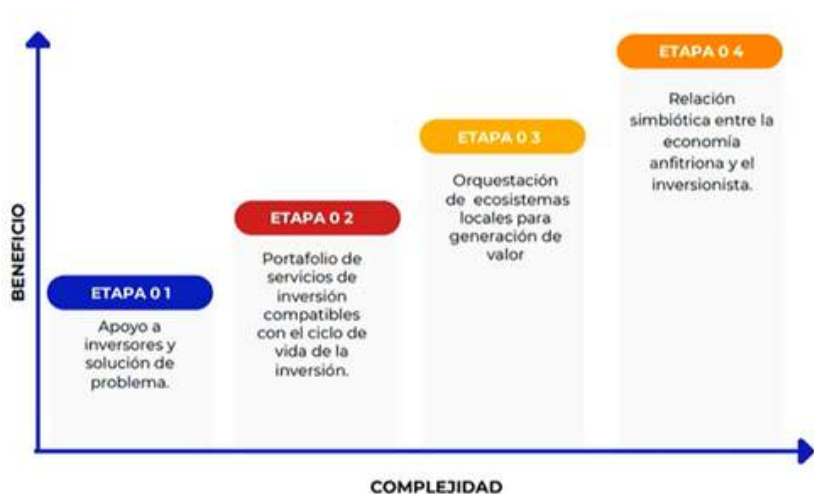 BENEFICIO
ETAPA 0 1
Apoyo a
inversores y
solución de
problema.
ETAPA 0 2
Portafolio de
servicios de
inversión
compatibles
con el ciclo de
vida de la
inversión.
ETAPA 0 3
Orquestación
de ecosistemas
locales para
generación de
valor
ETAPA 0 4
Relación
simbiótica entre la
economía
anfitriona y el
inversionista.
COMPLEJIDAD